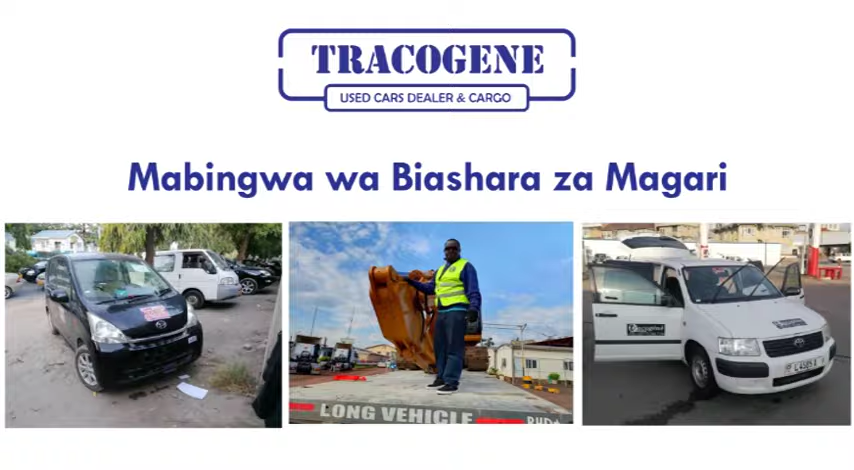 TRACOGENE
USED CARS DEALER & CARGO
Mabingwa wa Biashara za Magari
LONG VEHICLE